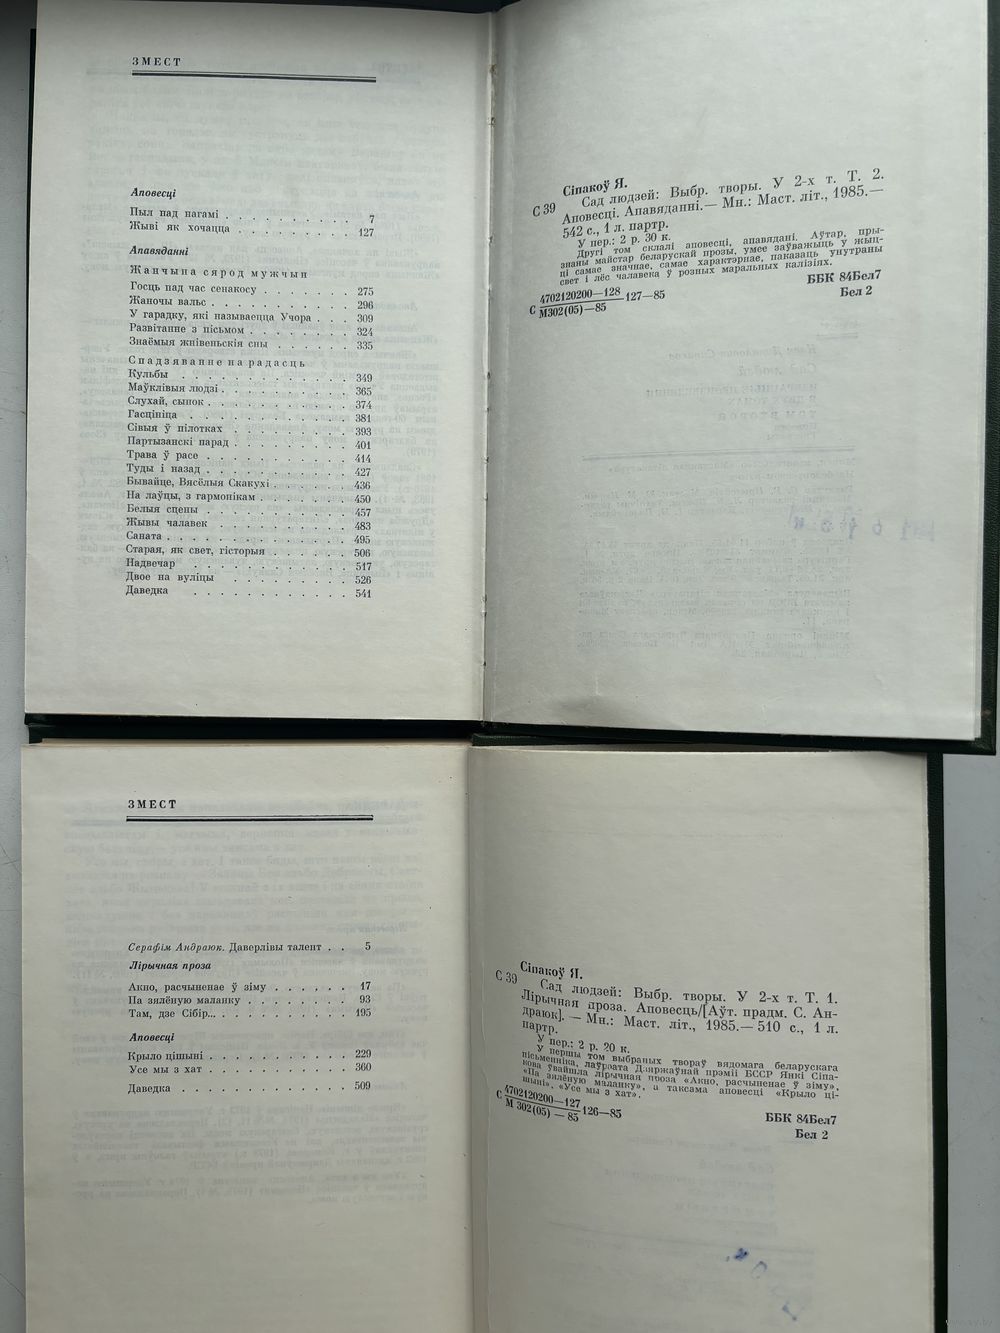 ЗМЕСТ
Аповесці
Пыл пад нагамі . . . . . . . . . . 7
Жыві як хочацца . . . . . . . . . 127
Апавяданні
Жанчына сярод мужчын
Госць пад час сенакосу . . . . . . . 275
Жаночы вальс . . . . . . . . . . 296
У гарадку, які называецца Учора . . . 309
Развітанне з пісьмом . . . . . . . . 324
Знаёмыя жнівеньскія сны . . . . . . 335
Спадзяванне на радасць
Кульбы . . . . . . . . . . . . 349
Маўклівыя людзі . . . . . . . . . 365
Слухай, сынок . . . . . . . . . . 374
Гасцініца . . . . . . . . . . . 381
Сівыя ў пілотках . . . . . . . . . 393
Партызанскі парад . . . . . . . . . 401
Трава ў расе . . . . . . . . . . 414
Туды і назад . . . . . . . . . . 427
Бывайце, Вясёлыя Скакухі . . . . . . 436
На лаўцы, з гармонікам . . . . . . . 450
Белыя сцены . . . . . . . . . . 457
Жывы чалавек . . . . . . . . . . 483
Саната . . . . . . . . . . . . 495
Старая, як свет, гісторыя . . . . . . 506
Надвечар . . . . . . . . . . . 517
Двое на вуліцы . . . . . . . . . 526
Даведка . . . . . . . . . . . 541
Сіпакоў Я.
С 39 Сад людзей: Выбр. творы. У 2-х т. Т. 2.
Аповесці. Апавяданні.— Мн.: Маст. літ., 1985.—
542 с., 1 л. партр.
У пер.: 2 р. 30 к.
Другі том склалі аповесці, апавяданні. Аўтар, пры-
знаны майстар беларускай прозы, умее заўважыць у жыц-
ці самае значнае, самае характэрнае, паказаць унутраны
свет і лёс чалавека ў розных маральных калізіях.
С 4702120200—128
М302(05)—85 127—85
ББК 84Бел7
Бел 2
ЗМЕСТ
Серафім Андраюк. Даверлівы талент . . 5
Лірычная проза
Акно, расчыненае ў зіму . . . . . . 17
Па зялёную маланку . . . . . . . . 93
Там, дзе Сібір... . . . . . . . . . 195
Аповесці
Крыло цішыні . . . . . . . . . . 229
Усе мы з хат . . . . . . . . . . 360
Даведка . . . . . . . . . . . 509
Сіпакоў Я.
С 39 Сад людзей: Выбр. творы. У 2-х т. Т. 1.
Лірычная проза. Аповесць/[Аўт. прадм. С. Ан-
драюк]. — Мн.: Маст. літ., 1985.— 510 с., 1 л.
партр.
У пер.: 2 р. 20 к.
У першы том выбраных твораў вядомага беларускага
пісьменніка, лаўрэата Дзяржаўнай прэміі БССР Янкі Сіпа-
кова ўвайшла лірычная проза «Акно, расчыненае ў зіму»,
«Па зялёную маланку», а таксама аповесці «Крыло ці-
шыні», «Усе мы з хат».
С 4702120200—127
М 302(05) — 85 126—85
ББК 84Бел7
Бел 2